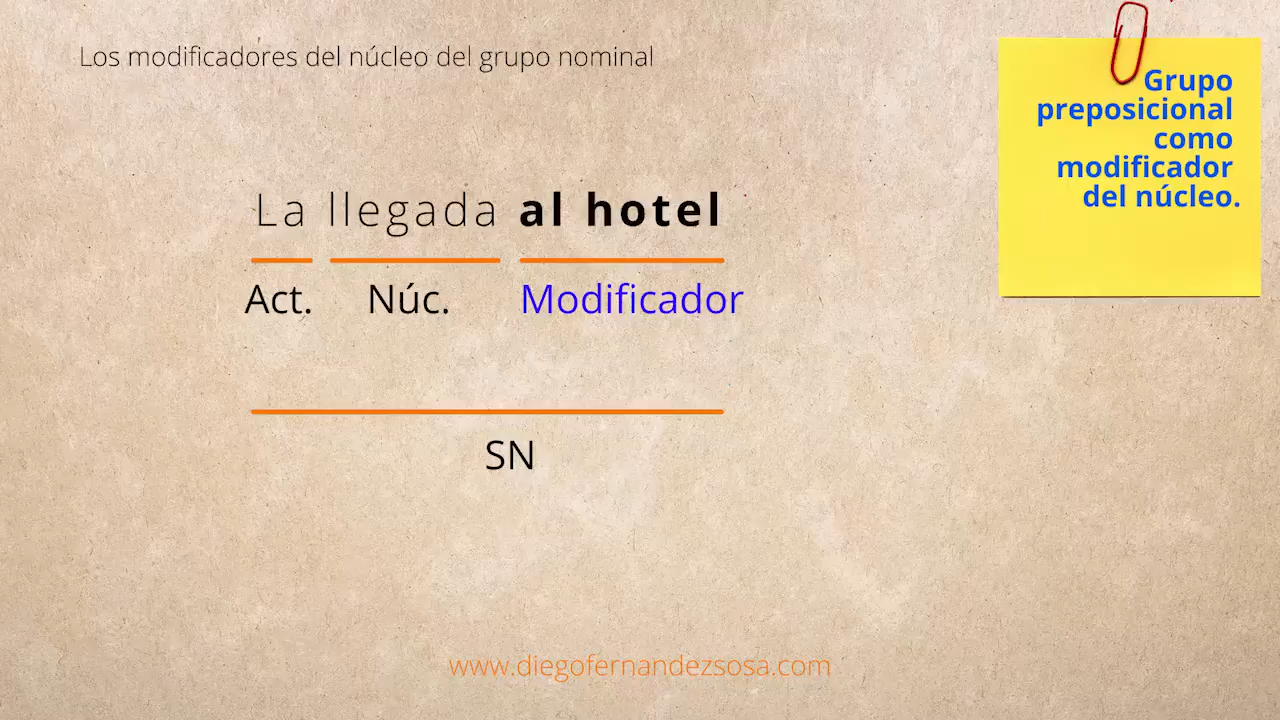 Los modificadores del núcleo del grupo nominal
Grupo
preposicional
como
modificador
del núcleo.
La llegada al hotel
Act. Núc. Modificador
SN
www.diegofernandezsosa.com